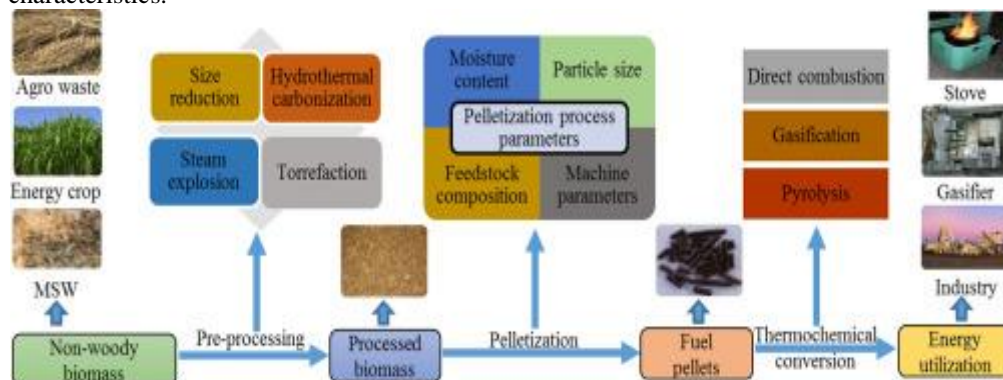 characteristics.
Agro waste
Energy crop
MSW
Size
reduction
Hydrothermal
carbonization
Steam
explosion
Torrefaction
Moisture
content
Particle size
Pelletization process
parameters
Feedstock
composition
Machine
parameters
Direct combustion
Gasification
Pyrolysis
Stove
Gasifier
Industry
Non-woody
biomass
Pre-processing
Processed
biomass
Pelletization
Fuel
pellets
Thermochemical
conversion
Energy
utilization